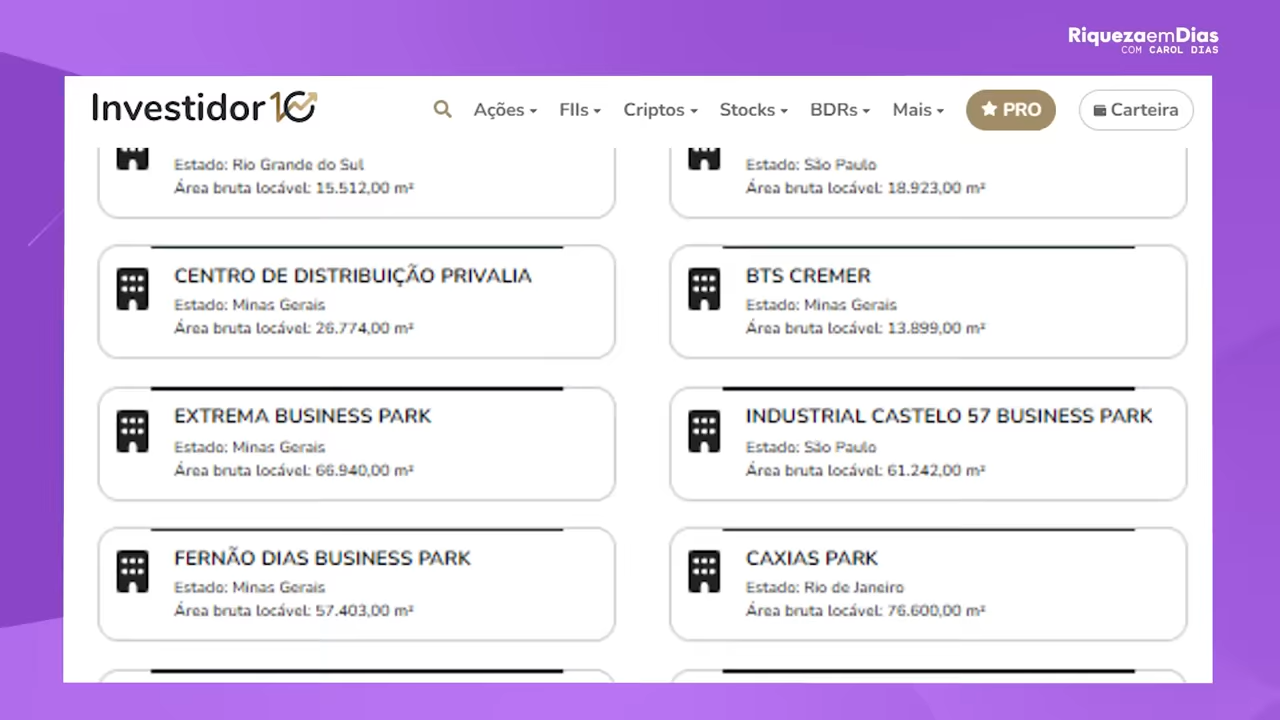 RiquezaemDias
COM CAROL DIAS
Investidor 10
Ações
FIIs
Criptos
Stocks
BDRs
Mais
PRO
Carteira
Estado: Rio Grande do Sul
Área bruta locável: 15.512,00 m²
Estado: São Paulo
Área bruta locável: 18.923,00 m²
CENTRO DE DISTRIBUIÇÃO PRIVALIA
Estado: Minas Gerais
Área bruta locável: 26.774,00 m²
BTS CREMER
Estado: Minas Gerais
Área bruta locável: 13.899,00 m²
EXTREMA BUSINESS PARK
Estado: Minas Gerais
Área bruta locável: 66.940,00 m²
INDUSTRIAL CASTELO 57 BUSINESS PARK
Estado: São Paulo
Área bruta locável: 61.242,00 m²
FERNÃO DIAS BUSINESS PARK
Estado: Minas Gerais
Área bruta locável: 57.403,00 m²
CAXIAS PARK
Estado: Rio de Janeiro
Área bruta locável: 76.600,00 m²